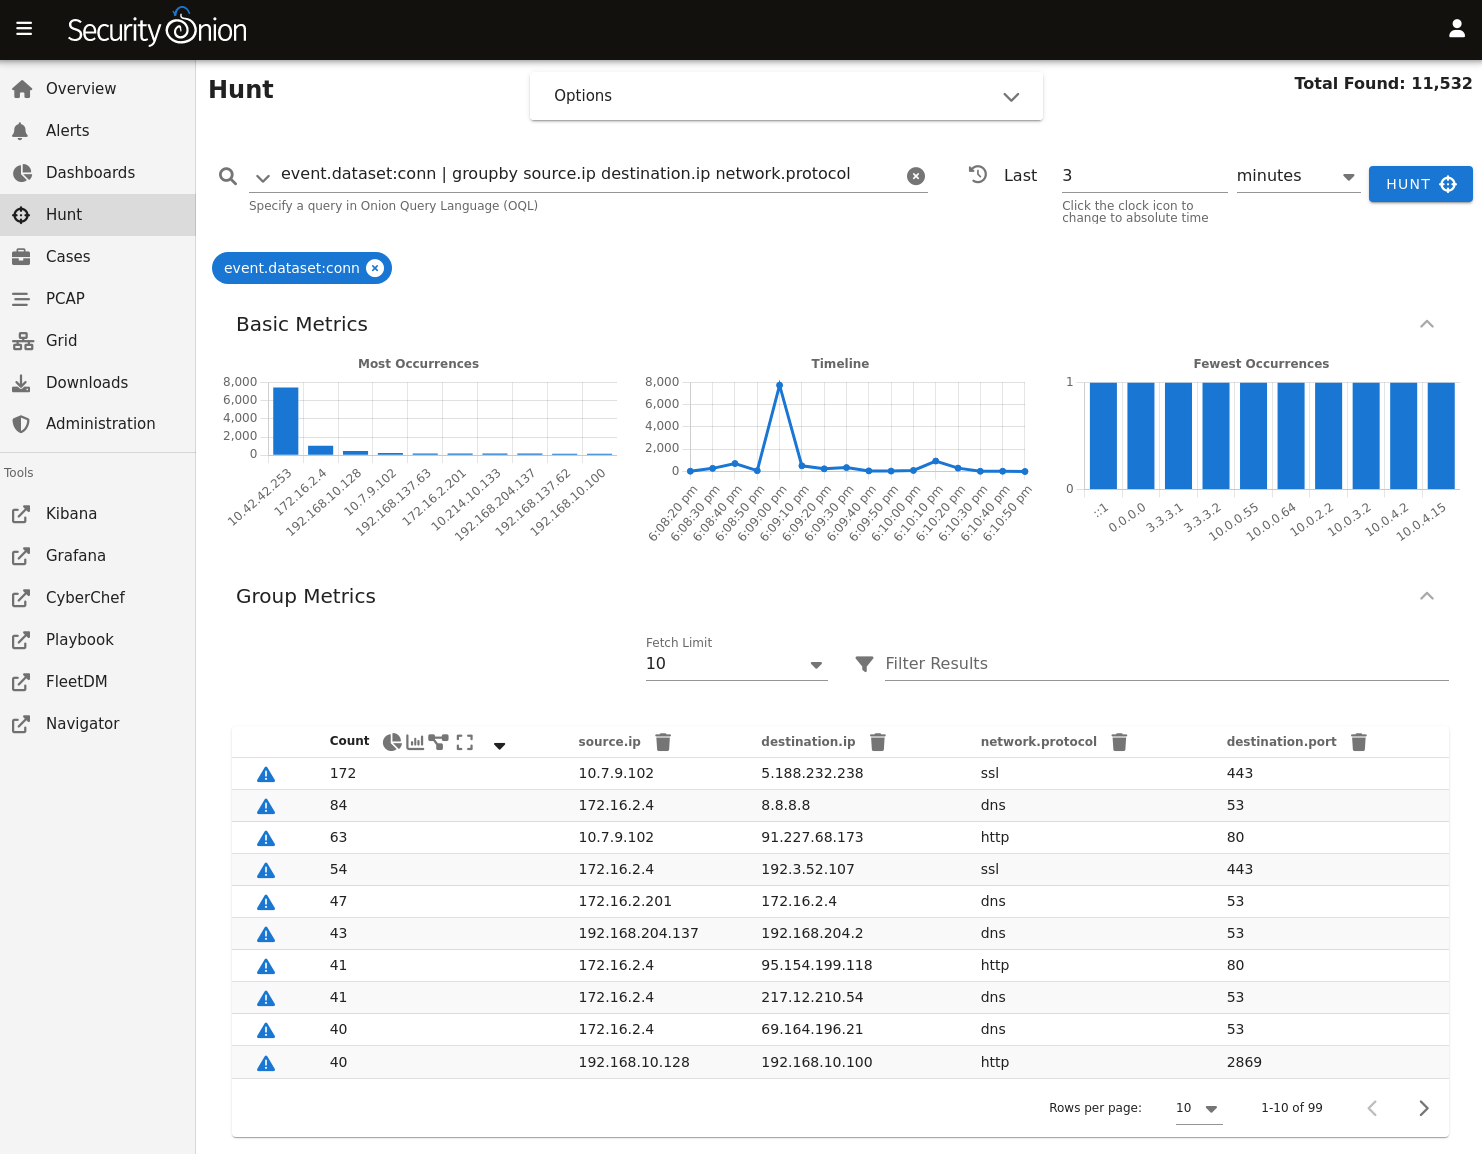 Security Onion
Overview
Alerts
Dashboards
Hunt
Cases
PCAP
Grid
Downloads
Administration
Tools
Kibana
Grafana
CyberChef
Playbook
FleetDM
Navigator
Hunt
Options
Total Found: 11,532
event.dataset:conn | groupby source.ip destination.ip network.protocol
Specify a query in Onion Query Language (OQL)
Last 3 minutes
Click the clock icon to
change to absolute time
HUNT
event.dataset:conn
Basic Metrics
Most Occurrences
8,000
6,000
4,000
2,000
0
10.42.42.253
172.16.2.4
192.168.10.128
10.7.9.102
192.168.137.63
172.16.2.201
10.214.10.133
192.168.204.137
192.168.137.62
192.168.10.100
Timeline
8,000
6,000
4,000
2,000
0
6:08:20 pm
6:08:30 pm
6:08:40 pm
6:08:50 pm
6:09:00 pm
6:09:10 pm
6:09:20 pm
6:09:30 pm
6:09:40 pm
6:09:50 pm
6:10:00 pm
6:10:10 pm
6:10:20 pm
6:10:30 pm
6:10:40 pm
6:10:50 pm
Fewest Occurrences
1
0
::1
0.0.0.0
3.3.3.1
3.3.3.2
10.0.0.55
10.0.0.64
10.0.2.2
10.0.3.2
10.0.4.2
10.0.4.15
Group Metrics
Fetch Limit
10
Filter Results
Count source.ip destination.ip network.protocol destination.port
172 10.7.9.102 5.188.232.238 ssl 443
84 172.16.2.4 8.8.8.8 dns 53
63 10.7.9.102 91.227.68.173 http 80
54 172.16.2.4 192.3.52.107 ssl 443
47 172.16.2.201 172.16.2.4 dns 53
43 192.168.204.137 192.168.204.2 dns 53
41 172.16.2.4 95.154.199.118 http 80
41 172.16.2.4 217.12.210.54 dns 53
40 172.16.2.4 69.164.196.21 dns 53
40 192.168.10.128 192.168.10.100 http 2869
Rows per page: 10 1-10 of 99